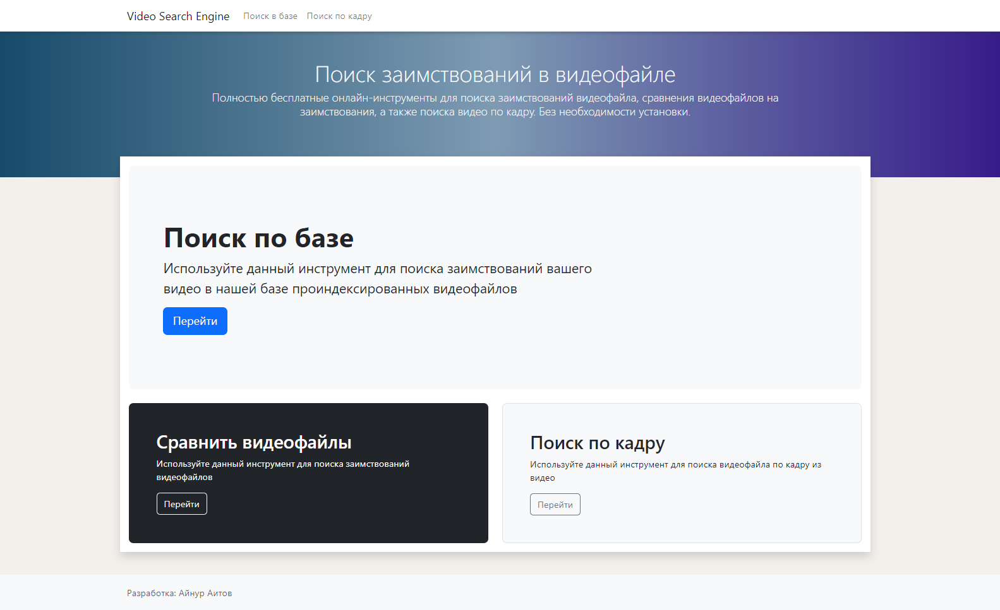 Video Search Engine Поиск в базе Поиск по кадру
Поиск заимствований в видеофайле
Полностью бесплатные онлайн-инструменты для поиска заимствований видеофайла, сравнения видеофайлов на
заимствования, а также поиска видео по кадру. Без необходимости установки.
Поиск по базе
Используйте данный инструмент для поиска заимствований вашего
видео в нашей базе проиндексированных видеофайлов
Перейти
Сравнить видеофайлы
Используйте данный инструмент для поиска заимствований
видеофайлов
Перейти
Поиск по кадру
Используйте данный инструмент для поиска видеофайла по кадру из
видео
Перейти
Разработка: Айнур Аитов